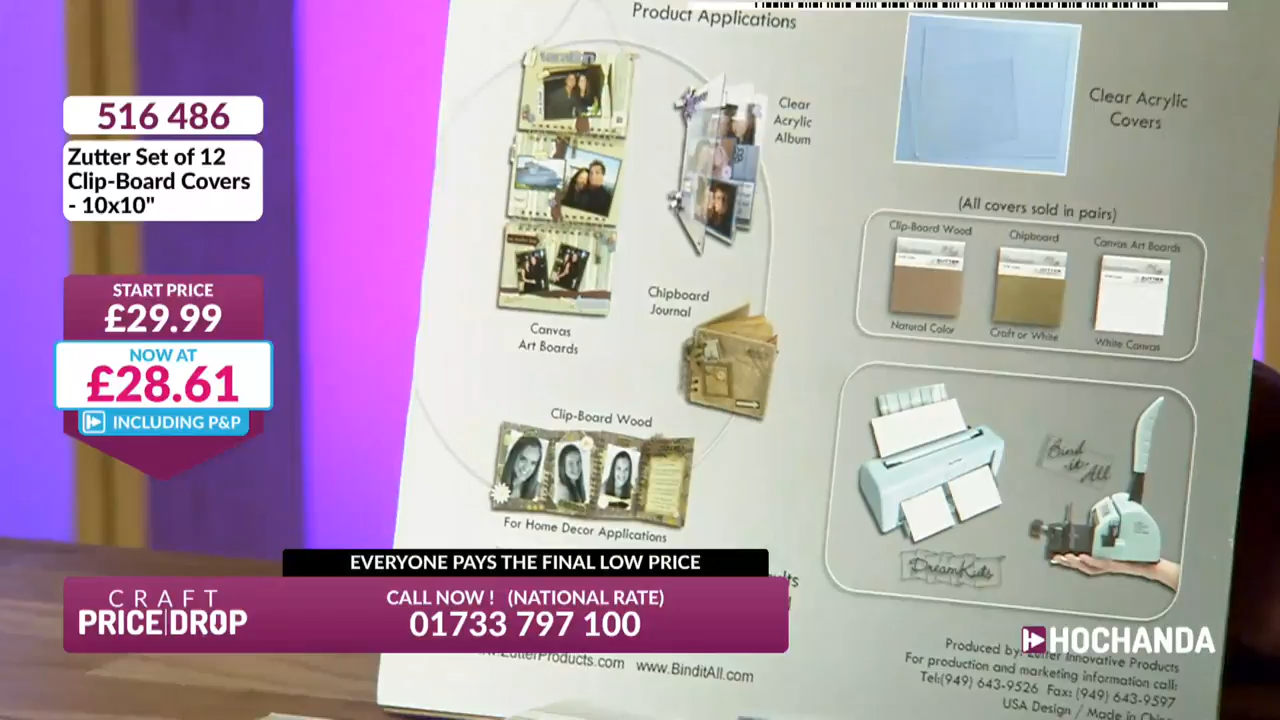 516 486
Zutter Set of 12
Clip-Board Covers
- 10x10"
START PRICE
£29.99
NOW AT
£28.61
INCLUDING P&P
Product Applications
Clear
Acrylic
Album
Clear Acrylic
Covers
(All covers sold in pairs)
Clip-Board Wood
Chipboard
Canvas Art Boards
ZUTTER
ZUTTER
ZUTTER
Natural Color
Craft or White
White Canvas
Chipboard
Journal
Canvas
Art Boards
Clip-Board Wood
For Home Decor Applications
Bind
it
All
DreamKuts
EVERYONE PAYS THE FINAL LOW PRICE
CRAFT
PRICE DROP
CALL NOW ! (NATIONAL RATE)
01733 797 100
HOCHANDA
www.BinditAll.com
Produced by: Zutter Innovative Products
For production and marketing information call:
Tel:(949) 643-9526 Fax: (949) 643-9597
USA Design / Made in